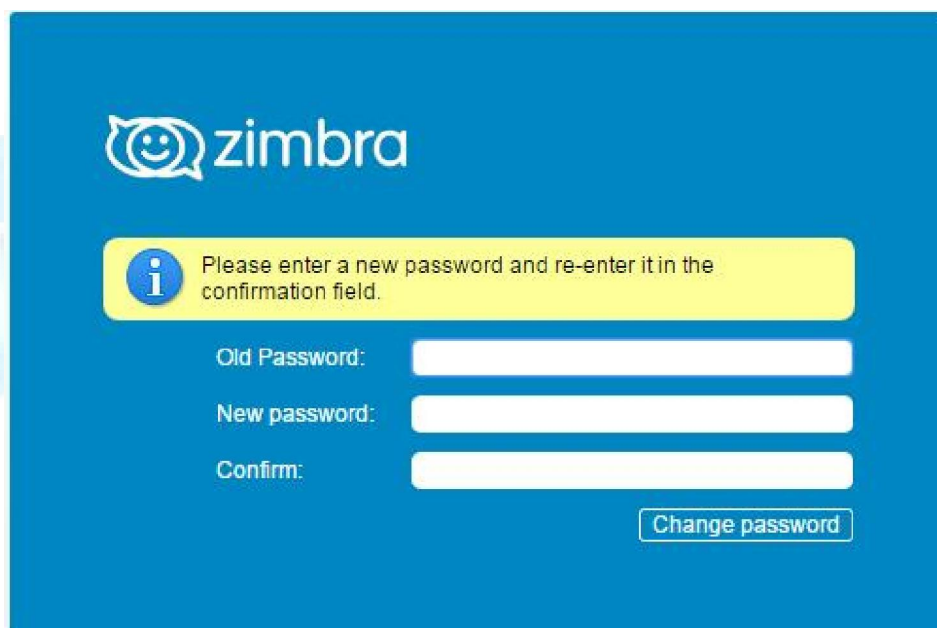 zimbra
Please enter a new password and re-enter it in the
confirmation field.
Old Password:
New password:
Confirm:
Change password